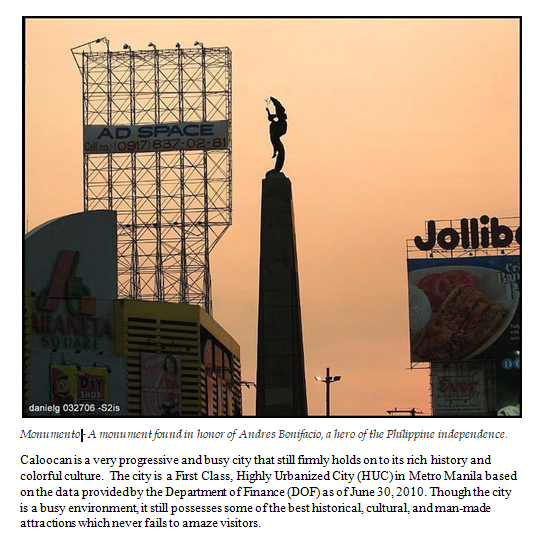 AD SPACE
Cell no. (0917) 837-02-81
Jollib
ARANETA
SQUARE
DIY
SHOP
Ever
danielg 032706 -S2is
Monumento- A monument found in honor of Andres Bonifacio, a hero of the Philippine independence.
Caloocan is a very progressive and busy city that still firmly holds on to its rich history and
colorful culture. The city is a First Class, Highly Urbanized City (HUC) in Metro Manila based
on the data provided by the Department of Finance (DOF) as of June 30, 2010. Though the city
is a busy environment, it still possesses some of the best historical, cultural, and man-made
attractions which never fails to amaze visitors.